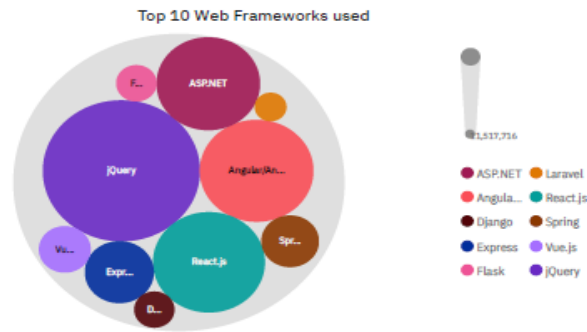 Top 10 Web Frameworks used
F...
ASP.NET
jQuery
Angular/An...
Vu...
Expr...
React.js
Spr...
D...
ASP.NET
Laravel
Angula...
React.js
Django
Spring
Express
Vue.js
Flask
jQuery